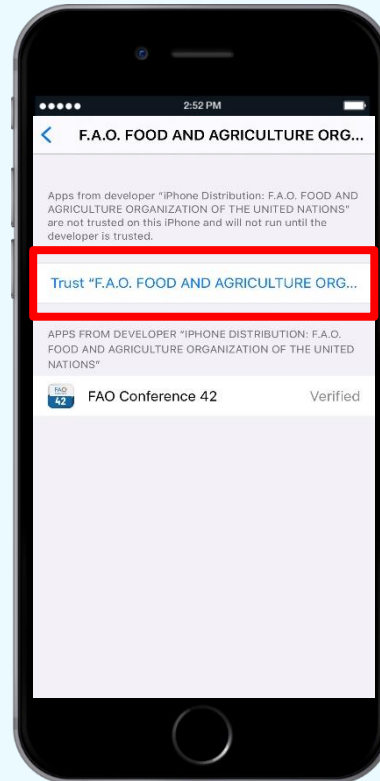 2:52 PM
F.A.O. FOOD AND AGRICULTURE ORG...
Apps from developer “iPhone Distribution: F.A.O. FOOD AND
AGRICULTURE ORGANIZATION OF THE UNITED NATIONS”
are not trusted on this iPhone and will not run until the
developer is trusted.
Trust “F.A.O. FOOD AND AGRICULTURE ORG...
APPS FROM DEVELOPER “IPHONE DISTRIBUTION: F.A.O.
FOOD AND AGRICULTURE ORGANIZATION OF THE UNITED
NATIONS”
FAO
42
FAO Conference 42 Verified